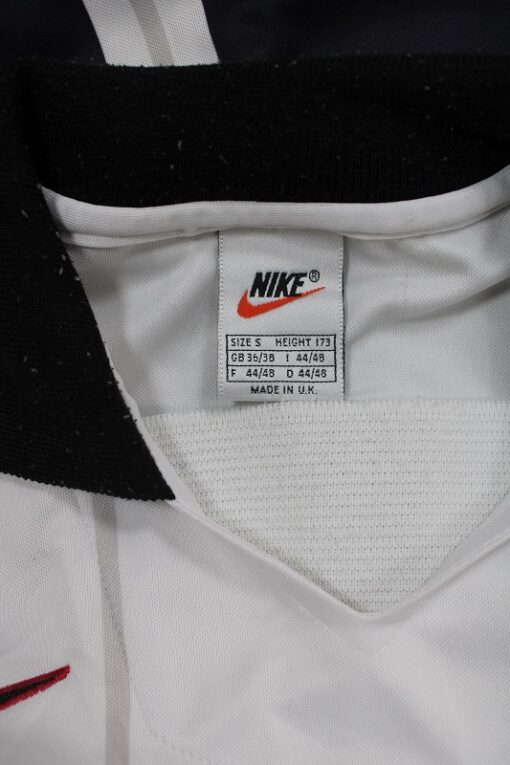 NIKE®
SIZE S HEIGHT 173
GB 36/38 I 44/48
F 44/48 D 44/48
MADE IN U.K.